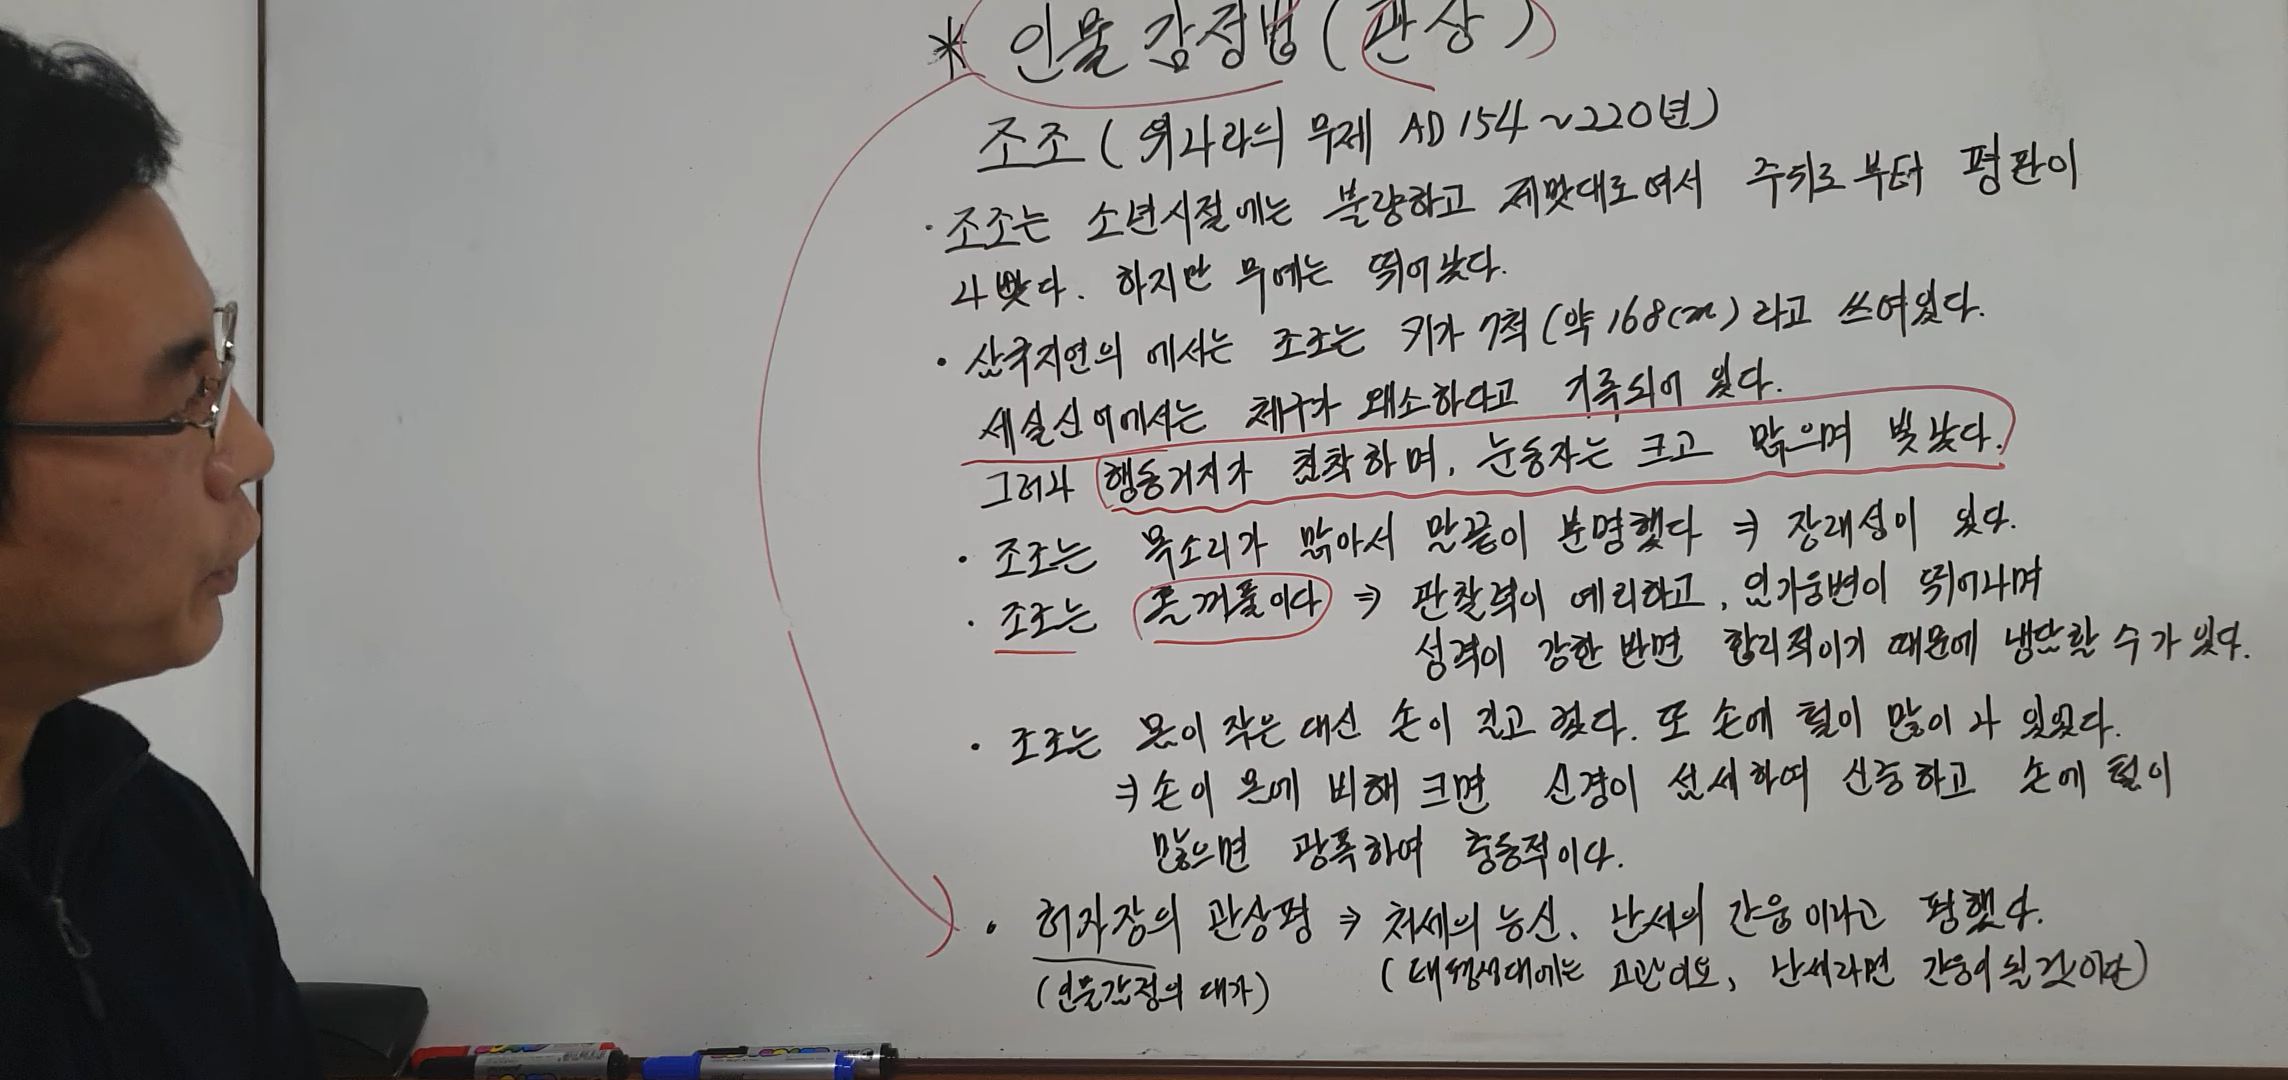 * 인물감정법(관상)
조조(위나라의 무제 AD 154~220년)
· 조조는 소년시절에는 불량하고 제멋대로여서 주위로부터 평판이
나빴다. 하지만 무예는 뛰어났다.
· 삼국지연의 에서는 조조는 키가 7척(약 168cm)라고 쓰여있다.
세설신어에서는 체구가 왜소하다고 기록되어 있다.
그러나 행동거지가 침착하며, 눈동자는 크고 맑으며 빛났다.
· 조조는 목소리가 맑아서 말끝이 분명했다 ⇒ 장래성이 있다.
· 조조는 홑꺼풀이다 ⇒ 관찰력이 예리하고, 임기응변이 뛰어나며
성격이 강한 반면 합리적이기 때문에 냉담할 수가 있다.
· 조조는 몸이 작은 대신 손이 길고 컸다. 또 손에 털이 많이 나 있었다.
⇒ 손이 몸에 비해 크면 신경이 섬세하여 신중하고 손에 털이
많으면 광폭하여 충동적이다.
· 허자장의 관상평 ⇒ 처세의 능신, 난세의 간웅이라고 평했다.
(인물감정의 대가) (태평성대에는 고관이요, 난세라면 간웅이 될 것이다)